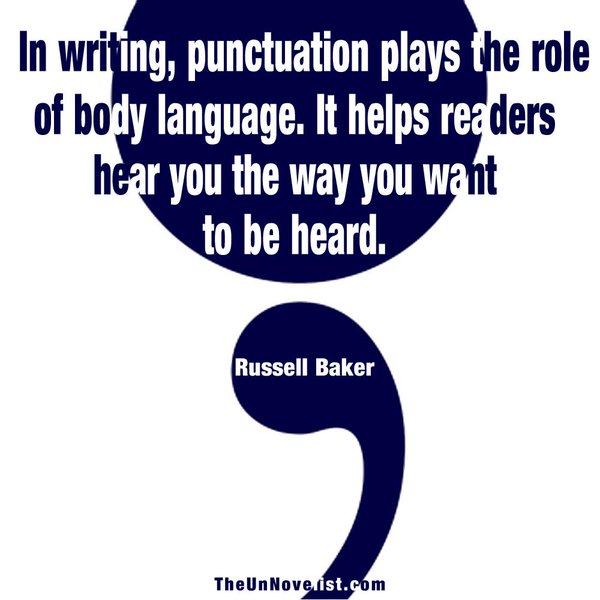 In writing, punctuation plays the role
of body language. It helps readers
hear you the way you want
to be heard.
Russell Baker
TheUnNovelist.com